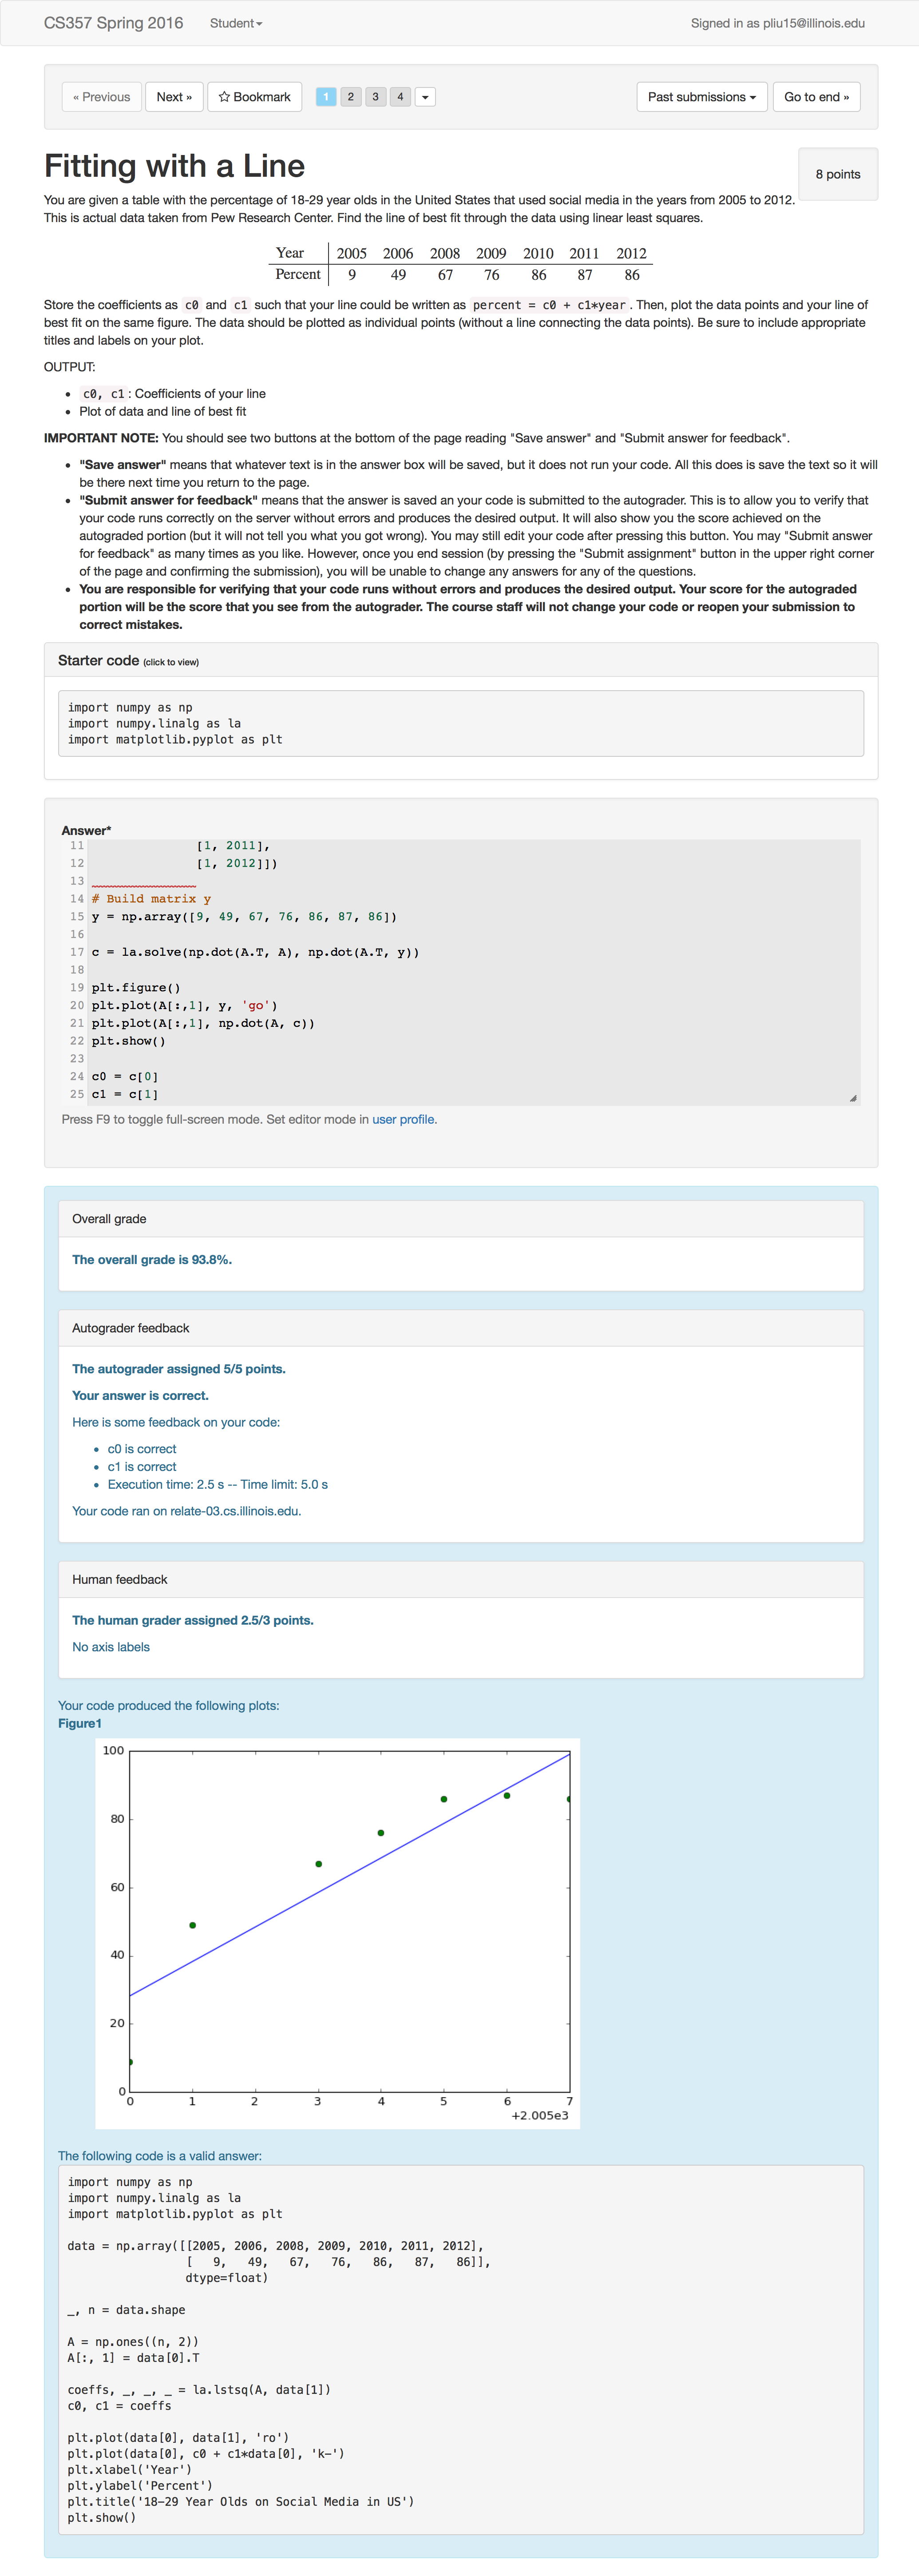 CS357 Spring 2016 Student Signed in as pliu15@illinois.edu
« Previous Next » Bookmark 1 2 3 4 Past submissions Go to end »
Fitting with a Line
8 points
You are given a table with the percentage of 18-29 year olds in the United States that used social media in the years from 2005 to 2012.
This is actual data taken from Pew Research Center. Find the line of best fit through the data using linear least squares.
Year 2005 2006 2008 2009 2010 2011 2012
Percent 9 49 67 76 86 87 86
Store the coefficients as c0 and c1 such that your line could be written as percent = c0 + c1*year . Then, plot the data points and your line of
best fit on the same figure. The data should be plotted as individual points (without a line connecting the data points). Be sure to include appropriate
titles and labels on your plot.
OUTPUT:
• c0, c1 : Coefficients of your line
• Plot of data and line of best fit
IMPORTANT NOTE: You should see two buttons at the bottom of the page reading "Save answer" and "Submit answer for feedback".
• "Save answer" means that whatever text is in the answer box will be saved, but it does not run your code. All this does is save the text so it will
be there next time you return to the page.
• "Submit answer for feedback" means that the answer is saved an your code is submitted to the autograder. This is to allow you to verify that
your code runs correctly on the server without errors and produces the desired output. It will also show you the score achieved on the
autograded portion (but it will not tell you what you got wrong). You may still edit your code after pressing this button. You may "Submit answer
for feedback" as many times as you like. However, once you end session (by pressing the "Submit assignment" button in the upper right corner
of the page and confirming the submission), you will be unable to change any answers for any of the questions.
• You are responsible for verifying that your code runs without errors and produces the desired output. Your score for the autograded
portion will be the score that you see from the autograder. The course staff will not change your code or reopen your submission to
correct mistakes.
Starter code (click to view)
import numpy as np
import numpy.linalg as la
import matplotlib.pyplot as plt
Answer*
11 [1, 2011],
12 [1, 2012]])
13
14 # Build matrix y
15 y = np.array([9, 49, 67, 76, 86, 87, 86])
16
17 c = la.solve(np.dot(A.T, A), np.dot(A.T, y))
18
19 plt.figure()
20 plt.plot(A[:,1], y, 'go')
21 plt.plot(A[:,1], np.dot(A, c))
22 plt.show()
23
24 c0 = c[0]
25 c1 = c[1]
Press F9 to toggle full-screen mode. Set editor mode in user profile.
Overall grade
The overall grade is 93.8%.
Autograder feedback
The autograder assigned 5/5 points.
Your answer is correct.
Here is some feedback on your code:
• c0 is correct
• c1 is correct
• Execution time: 2.5 s -- Time limit: 5.0 s
Your code ran on relate-03.cs.illinois.edu.
Human feedback
The human grader assigned 2.5/3 points.
No axis labels
Your code produced the following plots:
Figure1
100
80
60
40
20
0
0 1 2 3 4 5 6 7
+2.005e3
The following code is a valid answer:
import numpy as np
import numpy.linalg as la
import matplotlib.pyplot as plt
data = np.array([[2005, 2006, 2008, 2009, 2010, 2011, 2012],
[ 9, 49, 67, 76, 86, 87, 86]],
dtype=float)
_, n = data.shape
A = np.ones((n, 2))
A[:, 1] = data[0].T
coeffs, _, _, _ = la.lstsq(A, data[1])
c0, c1 = coeffs
plt.plot(data[0], data[1], 'ro')
plt.plot(data[0], c0 + c1*data[0], 'k-')
plt.xlabel('Year')
plt.ylabel('Percent')
plt.title('18-29 Year Olds on Social Media in US')
plt.show()